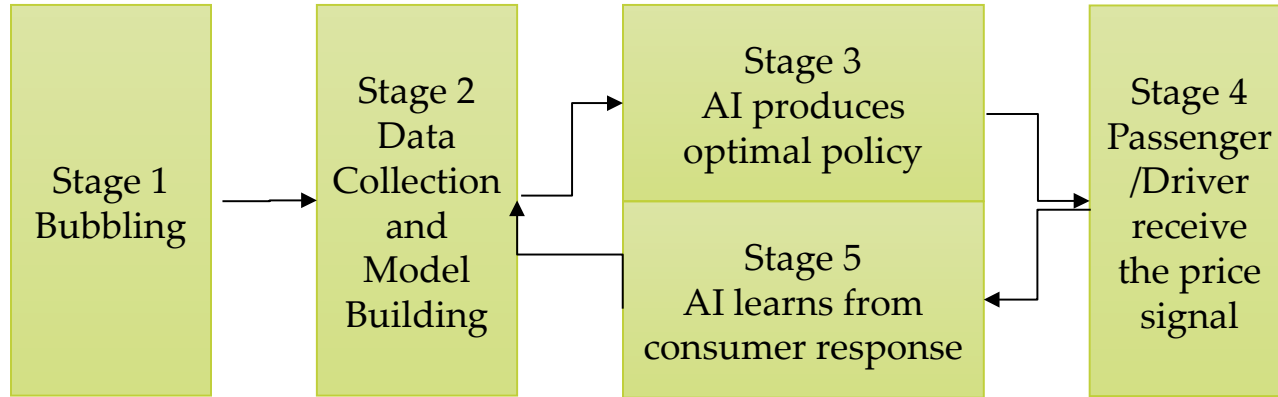 Stage 1
Bubbling
Stage 2
Data
Collection
and
Model
Building
Stage 3
AI produces
optimal policy
Stage 5
AI learns from
consumer response
Stage 4
Passenger
/Driver
receive
the price
signal